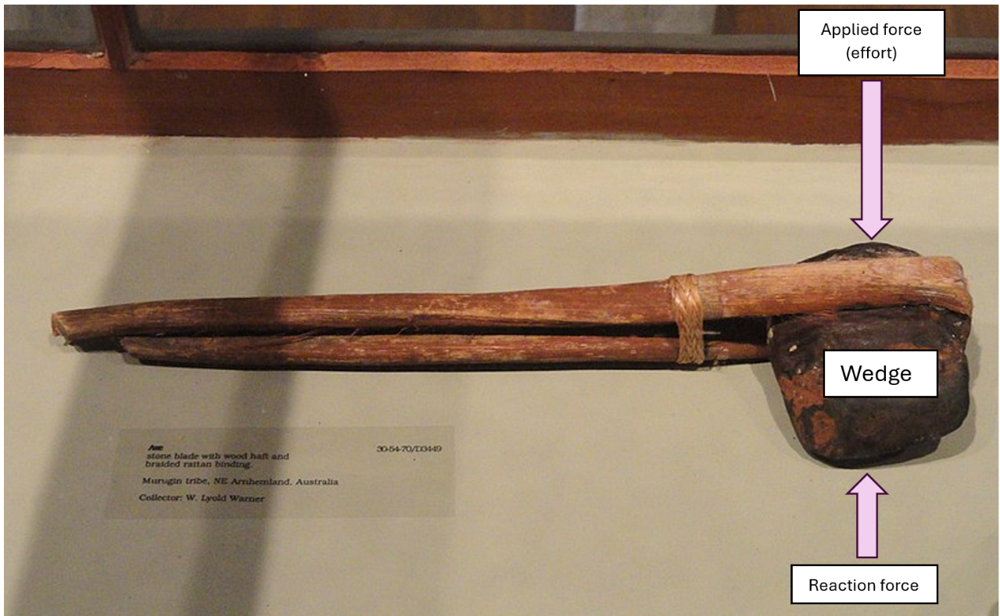 Applied force
(effort)
Wedge
Axe
30-54-70/D3449
stone blade with wood haft and
braided rattan binding.
Murugin tribe, NE Arnhemland, Australia
Collector: W. Lyold Warner
Reaction force